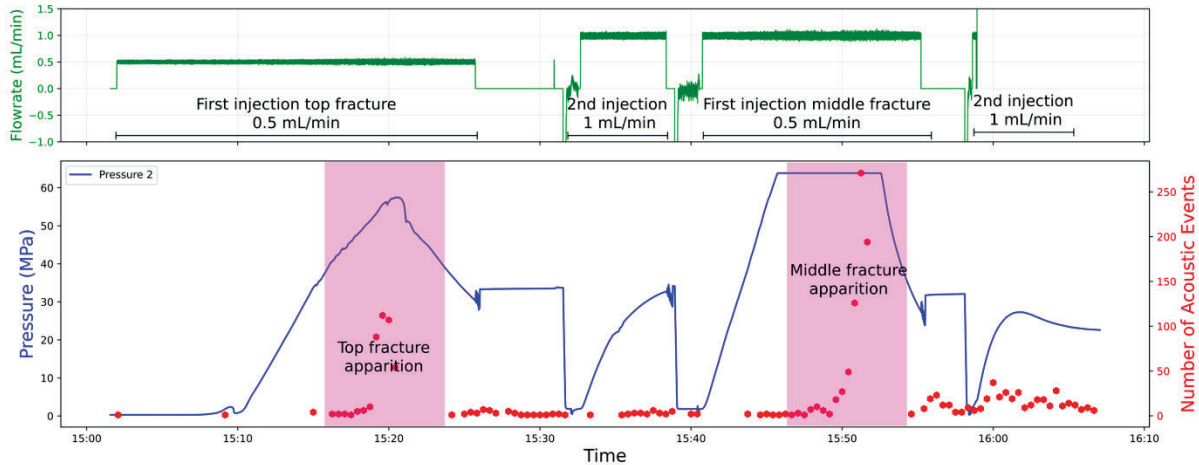 Flowrate (mL/min)
1.5
1.0
0.5
0.0
−0.5
−1.0
First injection top fracture
0.5 mL/min
2nd injection
1 mL/min
First injection middle fracture
0.5 mL/min
2nd injection
1 mL/min
Pressure 2
Pressure (MPa)
60
50
40
30
20
10
0
Top fracture
apparition
Middle fracture
apparition
250
200
150
100
50
0
Number of Acoustic Events
15:00
15:10
15:20
15:30
15:40
15:50
16:00
16:10
Time